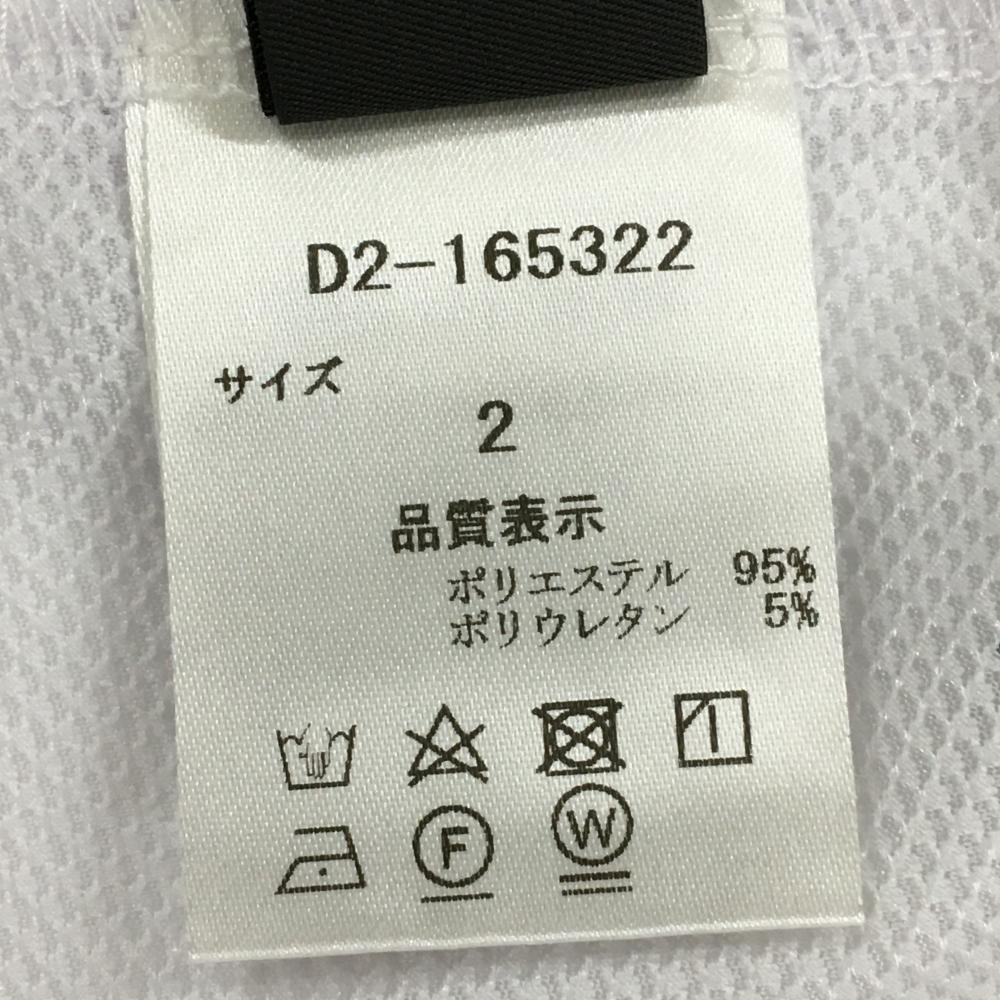 D2-165322
サイズ
2
品質表示
ポリエステル 95%
ポリウレタン 5%
F W